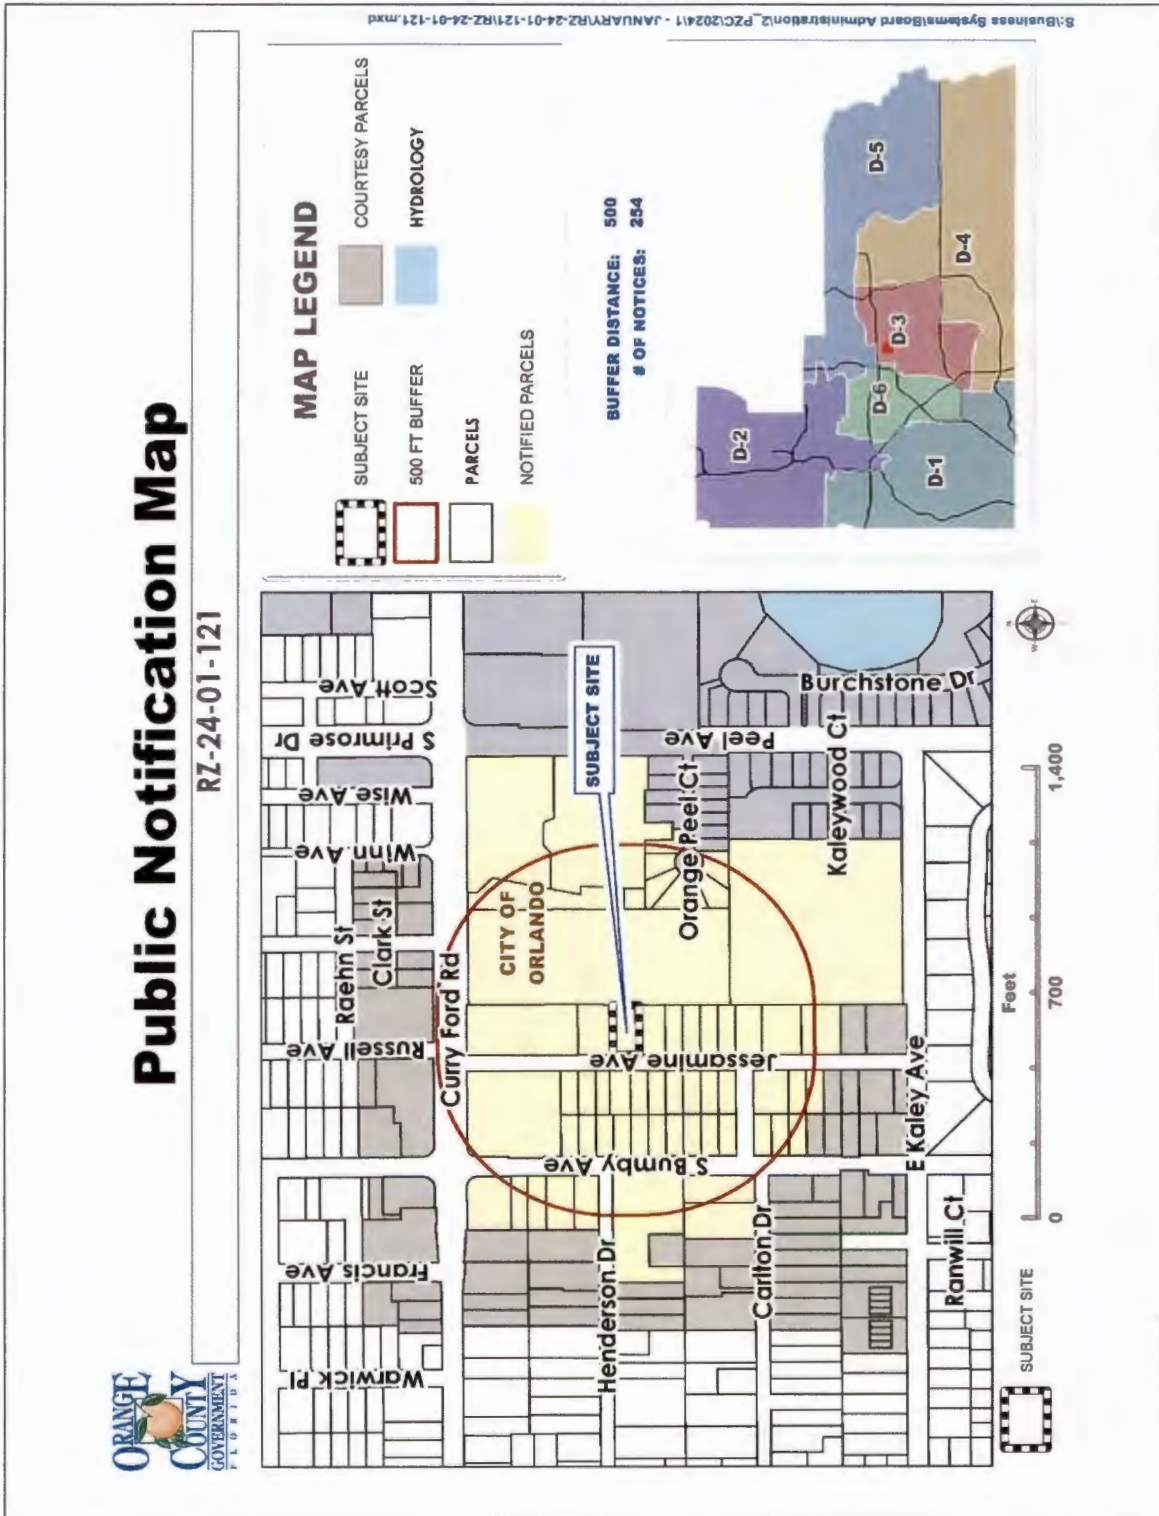 ORANGE
COUNTY
GOVERNMENT
FLORIDA
Public Notification Map
RZ-24-01-121
Warwick Pl
Francis Ave
Russell Ave
Raehn St
Clark St
Winn Ave
Wise Ave
S Primrose Dr
Scott Ave
Curry Ford Rd
CITY OF
ORLANDO
SUBJECT SITE
Henderson Dr
S Bumby Ave
Jessamine Ave
Orange Peel Ct
Peel Ave
Carlton Dr
Kaleywood Ct
Burchstone Dr
E Kaley Ave
Ranwill Ct
SUBJECT SITE
0
700
1,400
Feet
N
W
E
MAP LEGEND
SUBJECT SITE
COURTESY PARCELS
500 FT BUFFER
HYDROLOGY
PARCELS
NOTIFIED PARCELS
BUFFER DISTANCE: 500
# OF NOTICES: 254
D-2
D-5
D-6
D-3
D-1
D-4
S:\Business Systems\Board Administration\2_PZC\2024\1 - JANUARY\RZ-24-01-121\RZ-24-01-121.mxd